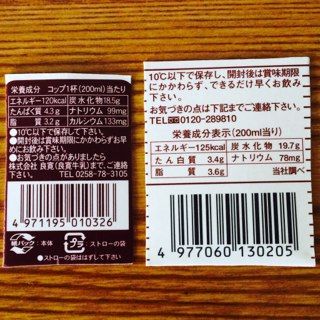 栄養成分 コップ1杯(200ml)当たり
エネルギー120kcal 炭水化物18.5g
たんぱく質 4.3g ナトリウム 99mg
脂質 3.2g カルシウム133mg
●10℃以下で保存して下さい。
●開封後は賞味期限にかかわらずお早めにお飲み下さい。
●お気づきの点がありましたら
株式会社 良寛(良寛牛乳)まで、ご連絡下さい。 TEL 0258-78-3105
4971195010326
紙パック:本体
:ストローの袋
●ストローの袋ははずして下さい
10℃以下で保存し、開封後は賞味期限
にかかわらず、できるだけ早くお飲み
下さい。
お気づきの点は下記までご連絡下さい。
TEL 0120-289810
栄養成分表示(200ml当り)
エネルギー125kcal 炭水化物 19.7g
たん白質 3.4g ナトリウム 78mg
脂質 3.6g 当社調べ
4977060130205